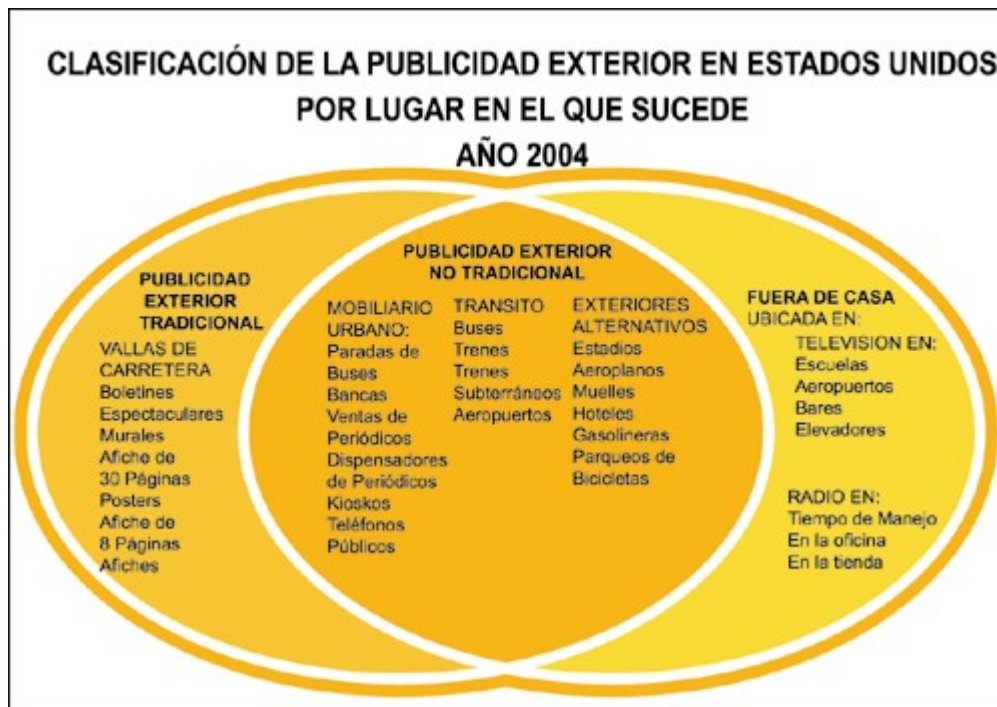 CLASIFICACIÓN DE LA PUBLICIDAD EXTERIOR EN ESTADOS UNIDOS
POR LUGAR EN EL QUE SUCEDE
AÑO 2004
PUBLICIDAD
EXTERIOR
TRADICIONAL
VALLAS DE
CARRETERA
Boletines
Espectaculares
Murales
Afiche de
30 Páginas
Posters
Afiche de
8 Páginas
Afiches
PUBLICIDAD EXTERIOR
NO TRADICIONAL
MOBILIARIO
URBANO:
Paradas de
Buses
Bancas
Ventas de
Periódicos
Dispensadores
de Periódicos
Kioskos
Teléfonos
Públicos
TRANSITO
Buses
Trenes
Trenes
Subterráneos
Aeropuertos
EXTERIORES
ALTERNATIVOS
Estadios
Aeroplanos
Muelles
Hoteles
Gasolineras
Parqueos de
Bicicletas
FUERA DE CASA
UBICADA EN:
TELEVISION EN:
Escuelas
Aeropuertos
Bares
Elevadores
RADIO EN:
Tiempo de Manejo
En la oficina
En la tienda